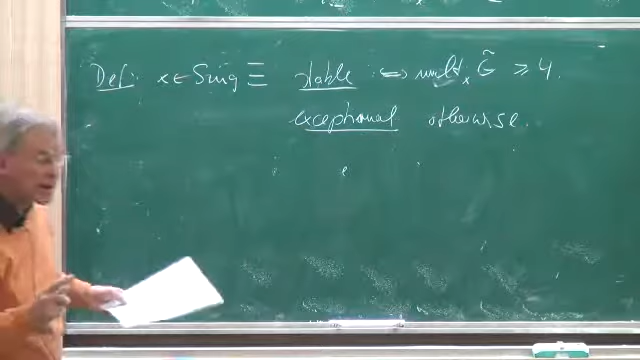 Def: x ∈ Sing Ξ stable :⟺ mult_x Θ̃ ≥ 4.
exceptional otherwise.